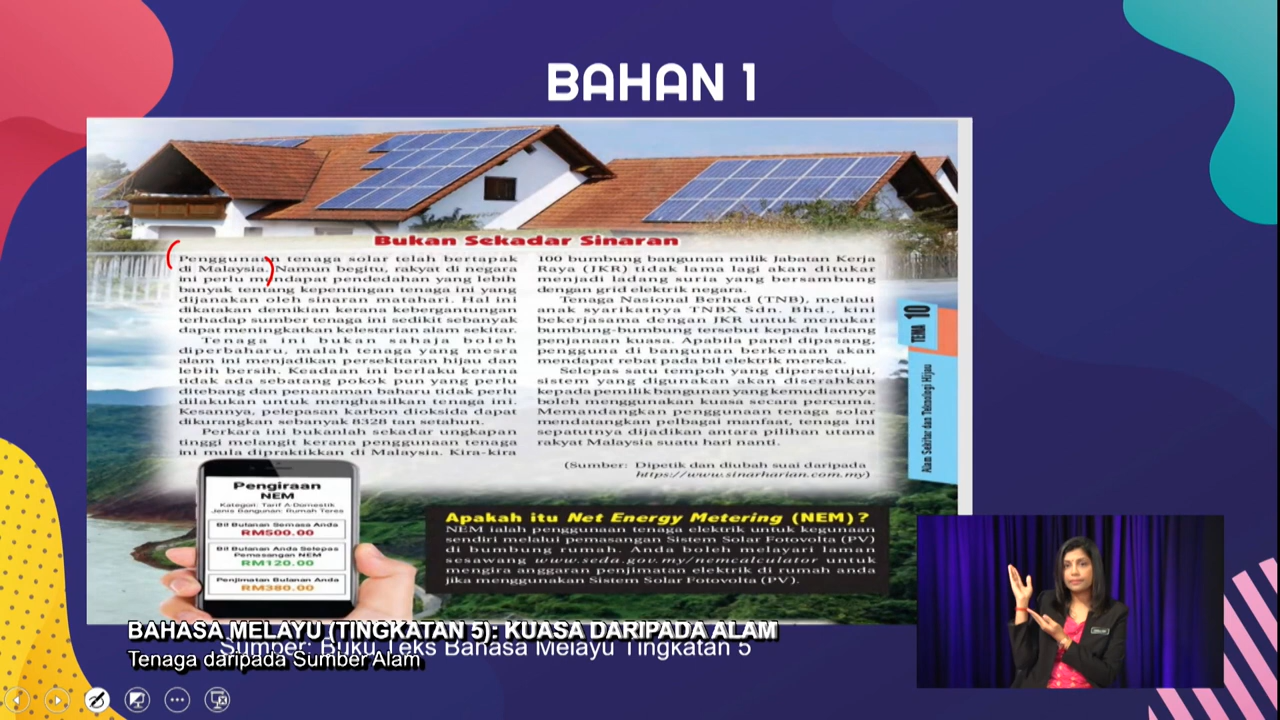 BAHAN 1
Bukan Sekadar Sinaran
Penggunaan tenaga solar telah bertapak
di Malaysia. Namun begitu, rakyat di negara
ini perlu mendapat pendedahan yang lebih
banyak tentang kepentingan tenaga ini yang
dijanakan oleh sinaran matahari. Hal ini
dikatakan demikian kerana kebergantungan
terhadap sumber tenaga ini sedikit sebanyak
dapat meningkatkan kelestarian alam sekitar.
Tenaga ini bukan sahaja boleh
diperbaharu, malah tenaga yang mesra
alam ini menjadikan persekitaran hijau dan
lebih bersih. Keadaan ini berlaku kerana
tidak ada sebatang pokok pun yang perlu
ditebang dan penanaman baharu tidak perlu
dilakukan untuk menghasilkan tenaga ini.
Kesannya, pelepasan karbon dioksida dapat
dikurangkan sebanyak 8328 tan setahun.
Perkara ini bukanlah sekadar ungkapan
tinggi melangit kerana penggunaan tenaga
ini mula dipraktikkan di Malaysia. Kira-kira
100 bumbung bangunan milik Jabatan Kerja
Raya (JKR) tidak lama lagi akan ditukar
menjadi ladang suria yang bersambung
dengan grid elektrik negara.
Tenaga Nasional Berhad (TNB), melalui
anak syarikatnya TNBX Sdn. Bhd., kini
bekerjasama dengan JKR untuk menukar
bumbung-bumbung tersebut kepada ladang
penjanaan kuasa. Apabila panel dipasang,
pengguna di bangunan berkenaan akan
mendapat rebat pada bil elektrik mereka.
Selepas satu tempoh yang dipersetujui,
sistem yang digunakan akan diserahkan
kepada pemilik bangunan yang kemudiannya
boleh menggunakan kuasa secara percuma.
Memandangkan penggunaan tenaga solar
mendatangkan pelbagai manfaat, tenaga ini
sepatutnya dijadikan antara pilihan utama
rakyat Malaysia suatu hari nanti.
(Sumber: Dipetik dan diubah suai daripada
https://www.sinarharian.com.my)
TEMA 10
Alam Sekitar dan Teknologi Hijau
Pengiraan
NEM
Kategori: Tarif A Domestik
Jenis Bangunan: Rumah Teres
Bil Bulanan Semasa Anda
RM500.00
Bil Bulanan Anda Selepas
Pemasangan NEM
RM120.00
Penjimatan Bulanan Anda
RM380.00
Apakah itu Net Energy Metering (NEM)?
NEM ialah penggunaan tenaga elektrik untuk kegunaan
sendiri melalui pemasangan Sistem Solar Fotovolta (PV)
di bumbung rumah. Anda boleh melayari laman
sesawang www.seda.gov.my/nemcalculator untuk
mengira anggaran penjimatan elektrik di rumah anda
jika menggunakan Sistem Solar Fotovolta (PV).
BAHASA MELAYU (TINGKATAN 5): KUASA DARIPADA ALAM
Sumber: Buku Teks Bahasa Melayu Tingkatan 5
Tenaga daripada Sumber Alam